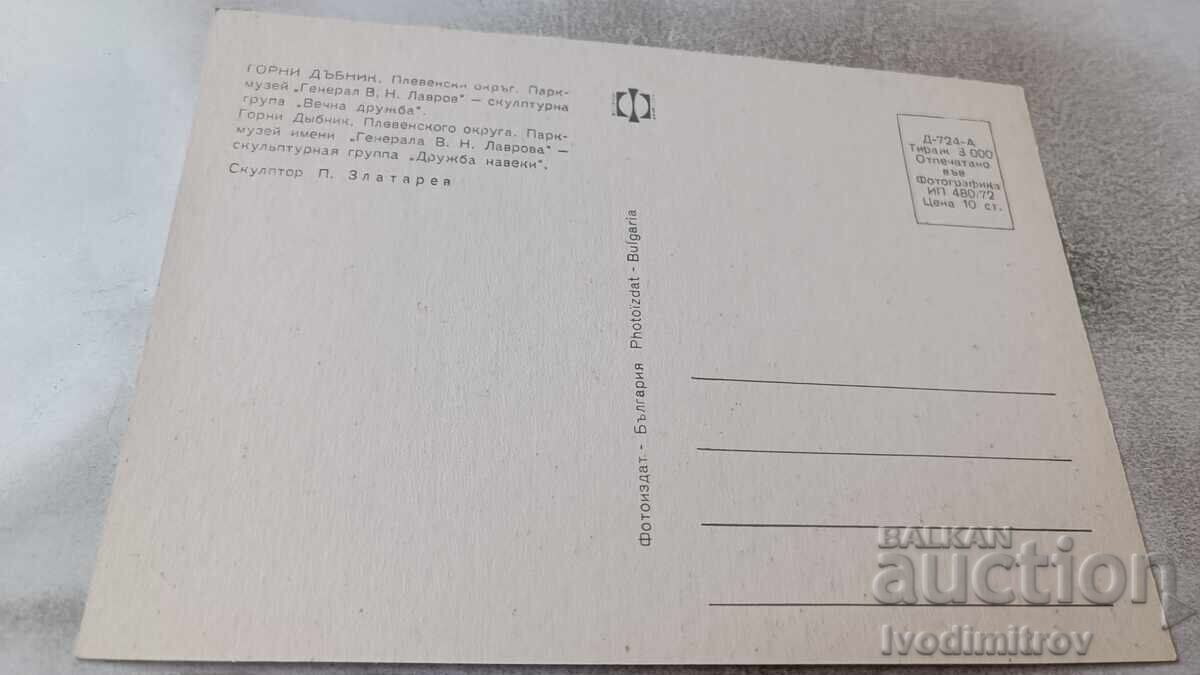 ГОРНИ ДЪБНИК. Плевенски окръг. Парк-
музей „Генерал В. Н. Лавров" — скулптурна
група „Вечна дружба".
Горни Дыбник. Плевенского округа. Парк-
музей имени „Генерала В. Н. Лаврова" —
скульптурная группа „Дружба навеки".
Скулптор П. Златарев
Фотоиздат - България Photoizdat - Bulgaria
Д-724-А
Тираж 3 000
Отпечатано
във
Фотографика
ИП 480/72
Цена 10 ст.
BALKAN
auction
Ivodimitrov